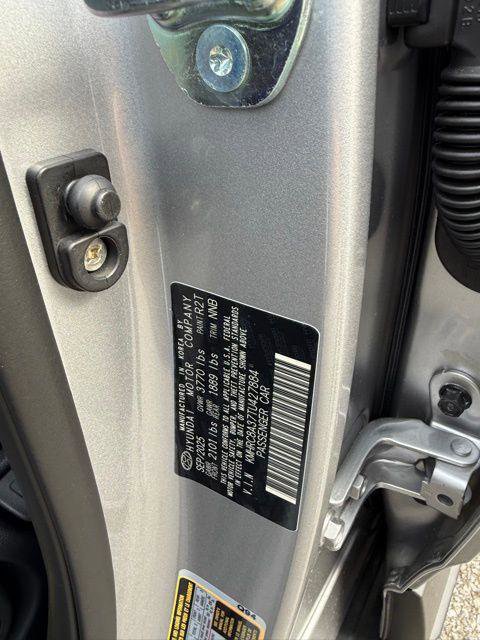 MANUFACTURED IN KOREA BY
HYUNDAI MOTOR COMPANY
SEP/2025 GVWR 3770 lbs PAINT R2T
GAWR FRONT 2101 lbs GAWR REAR 1889 lbs TRIM NNB
THIS VEHICLE CONFORMS TO ALL APPLICABLE U.S.A. FEDERAL
MOTOR VEHICLE SAFETY, BUMPER, AND THEFT PREVENTION STANDARDS
IN EFFECT ON THE DATE OF MANUFACTURE SHOWN ABOVE.
V.I.N
PASSENGER CAR